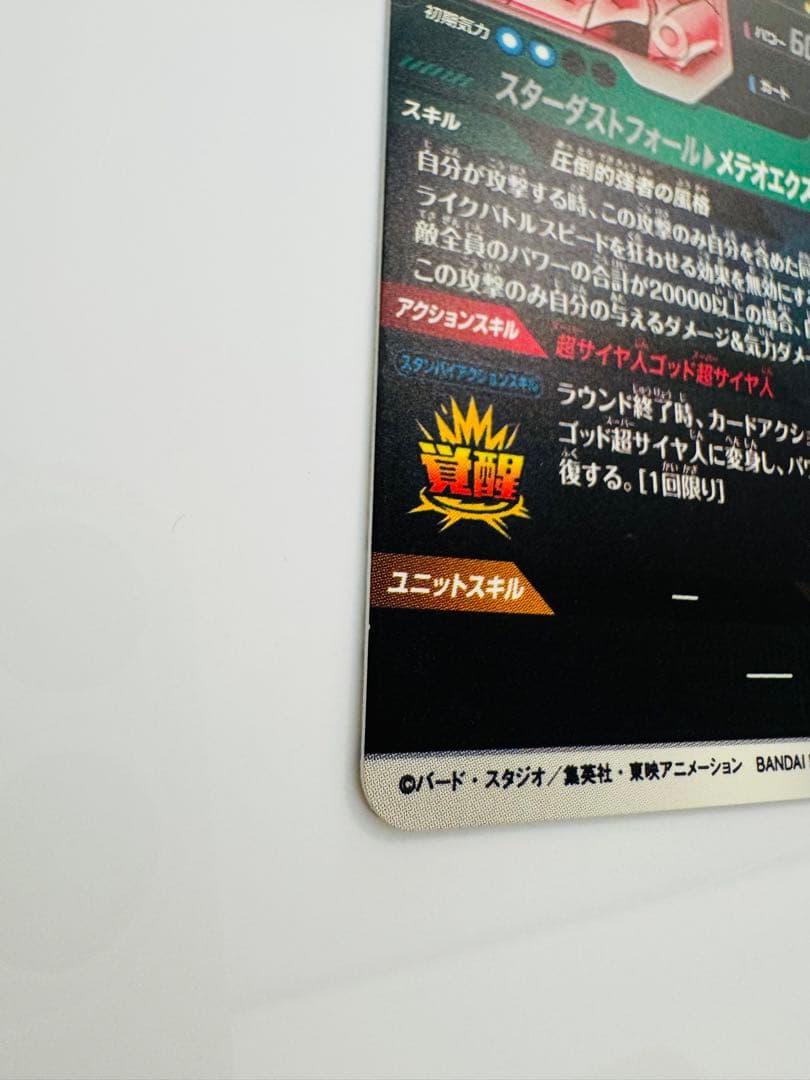 初期気力
パワー 60
ガード
スターダストフォール▶メテオエクス
スキル
圧倒的強者の風格
自分が攻撃する時、この攻撃のみ自分を含めた同
ライクバトルスピードを狂わせる効果を無効にす
敵全員のパワーの合計が20000以上の場合、
この攻撃のみ自分の与えるダメージ&気力ダメ
アクションスキル
超サイヤ人ゴッド超サイヤ人
スタンバイアクションスキル
覚醒
ラウンド終了時、カードアクショ
ゴッド超サイヤ人に変身し、パワ
復する。[1回限り]
ユニットスキル
—
—
©バード・スタジオ/集英社・東映アニメーション BANDAI